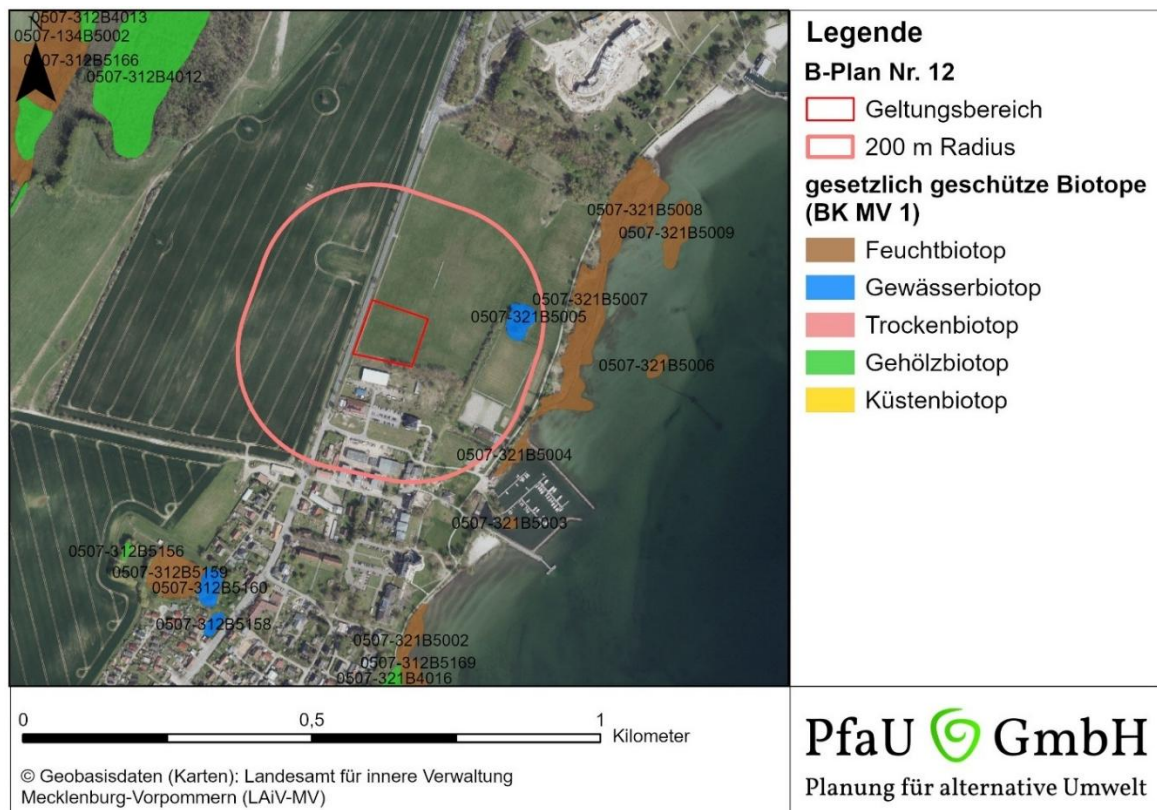 0507-312B4013
N
0507-134B5002
0507-312B5166
0507-312B4012
0507-321B5008
0507-321B5009
0507-321B5007
0507-321B5005
0507-321B5006
0507-321B5004
0507-321B5003
0507-312B5156
0507-312B5159
0507-312B5160
0507-312B5158
0507-321B5002
0507-312B5169
0507-321B4016
Legende
B-Plan Nr. 12
Geltungsbereich
200 m Radius
gesetzlich geschütze Biotope
(BK MV 1)
Feuchtbiotop
Gewässerbiotop
Trockenbiotop
Gehölzbiotop
Küstenbiotop
0
0,5
1
Kilometer
© Geobasisdaten (Karten): Landesamt für innere Verwaltung
Mecklenburg-Vorpommern (LAiV-MV)
PfaU GmbH
Planung für alternative Umwelt